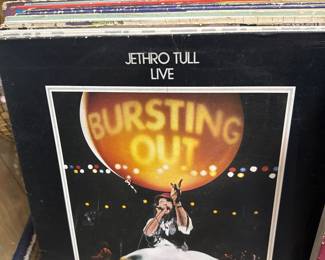 JETHRO TULL
LIVE
BURSTING
OUT